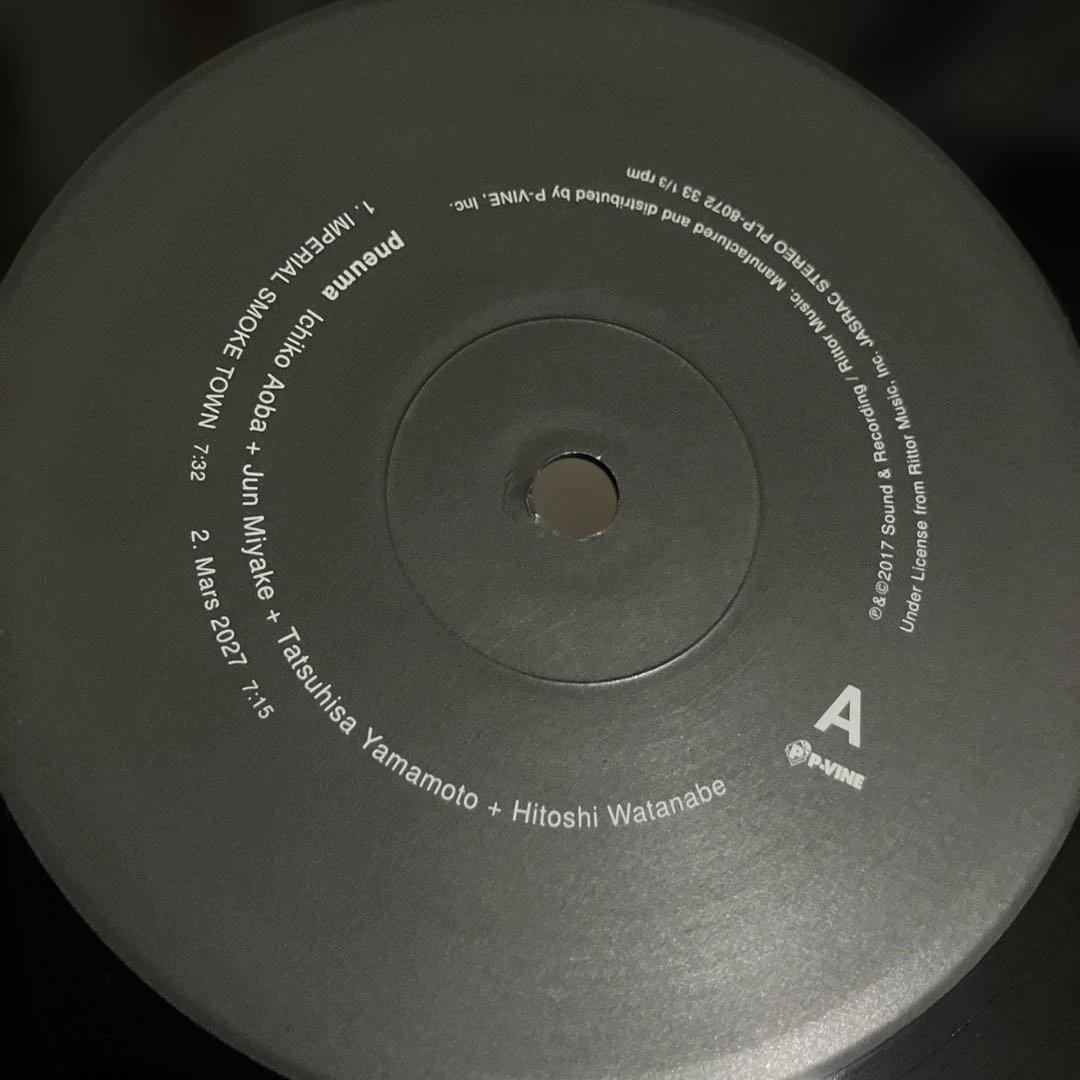 pneuma Ichiko Aoba + Jun Miyake + Tatsuhisa Yamamoto + Hitoshi Watanabe
1. IMPERIAL SMOKE TOWN 7:32 2. Mars 2027 7:15
A
P P-VINE
℗&©2017 Sound & Recording / Rittor Music. Manufactured and distributed by P-VINE, Inc.
Under License from Rittor Music, Inc. JASRAC STEREO PLP-8072 33 1/3 rpm